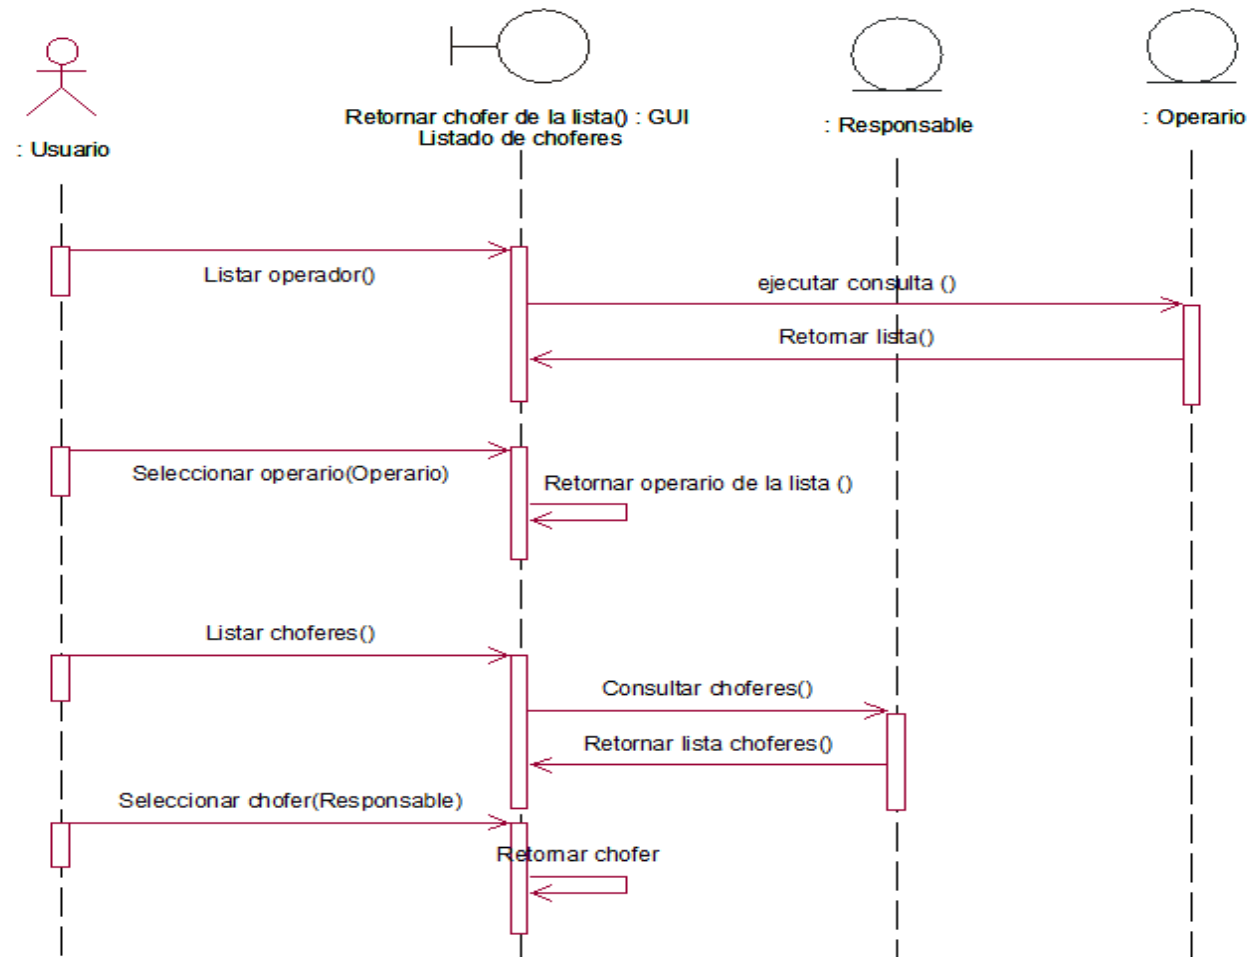 : Usuario
Retornar chofer de la lista() : GUI
Listado de choferes
: Responsable
: Operario
Listar operador()
ejecutar consulta ()
Retornar lista()
Seleccionar operario(Operario)
Retornar operario de la lista ()
Listar choferes()
Consultar choferes()
Retornar lista choferes()
Seleccionar chofer(Responsable)
Retornar chofer